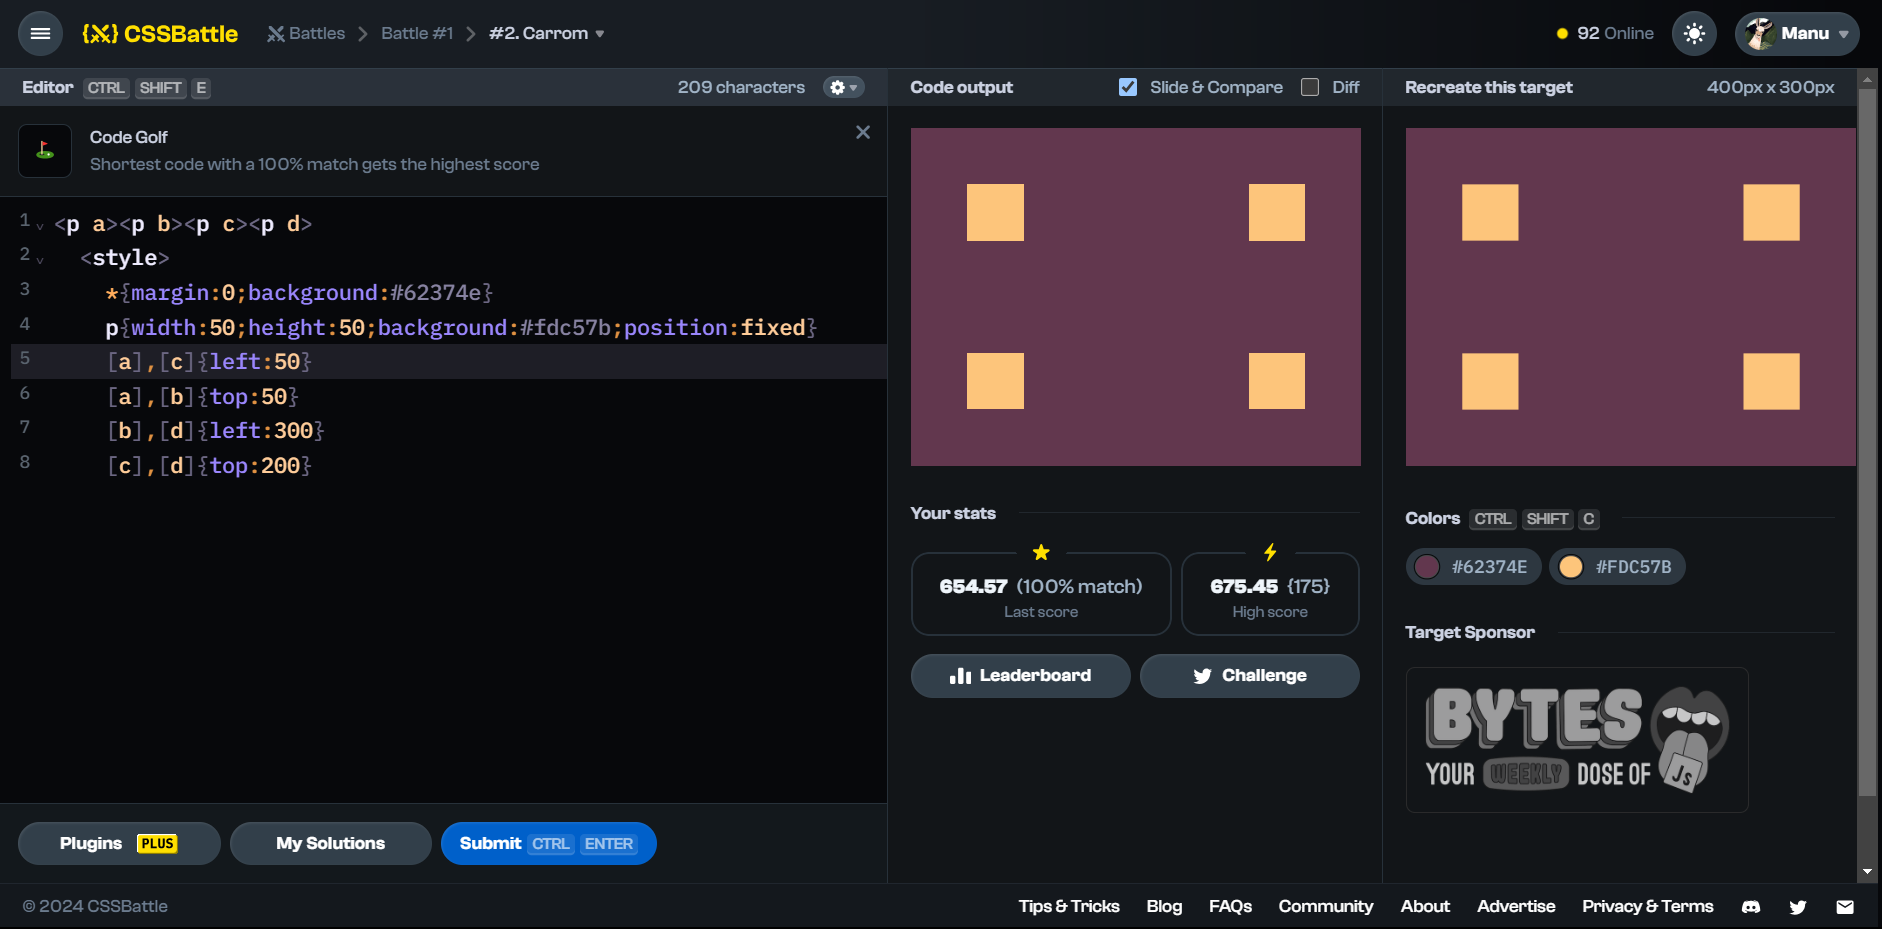 {X} CSSBattle
Battles > Battle #1 > #2. Carrom
92 Online
Manu
Editor CTRL SHIFT E
209 characters
Code output
Slide & Compare
Diff
Recreate this target
400px x 300px
Code Golf
Shortest code with a 100% match gets the highest score
1 <p a><p b><p c><p d>
2 <style>
3 *{margin:0;background:#62374e}
4 p{width:50;height:50;background:#fdc57b;position:fixed}
5 [a],[c]{left:50}
6 [a],[b]{top:50}
7 [b],[d]{left:300}
8 [c],[d]{top:200}
Your stats
654.57 (100% match)
Last score
675.45 {175}
High score
Leaderboard
Challenge
Colors CTRL SHIFT C
#62374E
#FDC57B
Target Sponsor
BYTES
YOUR WEEKLY DOSE OF JS
Plugins PLUS
My Solutions
Submit CTRL ENTER
© 2024 CSSBattle
Tips & Tricks
Blog
FAQs
Community
About
Advertise
Privacy & Terms